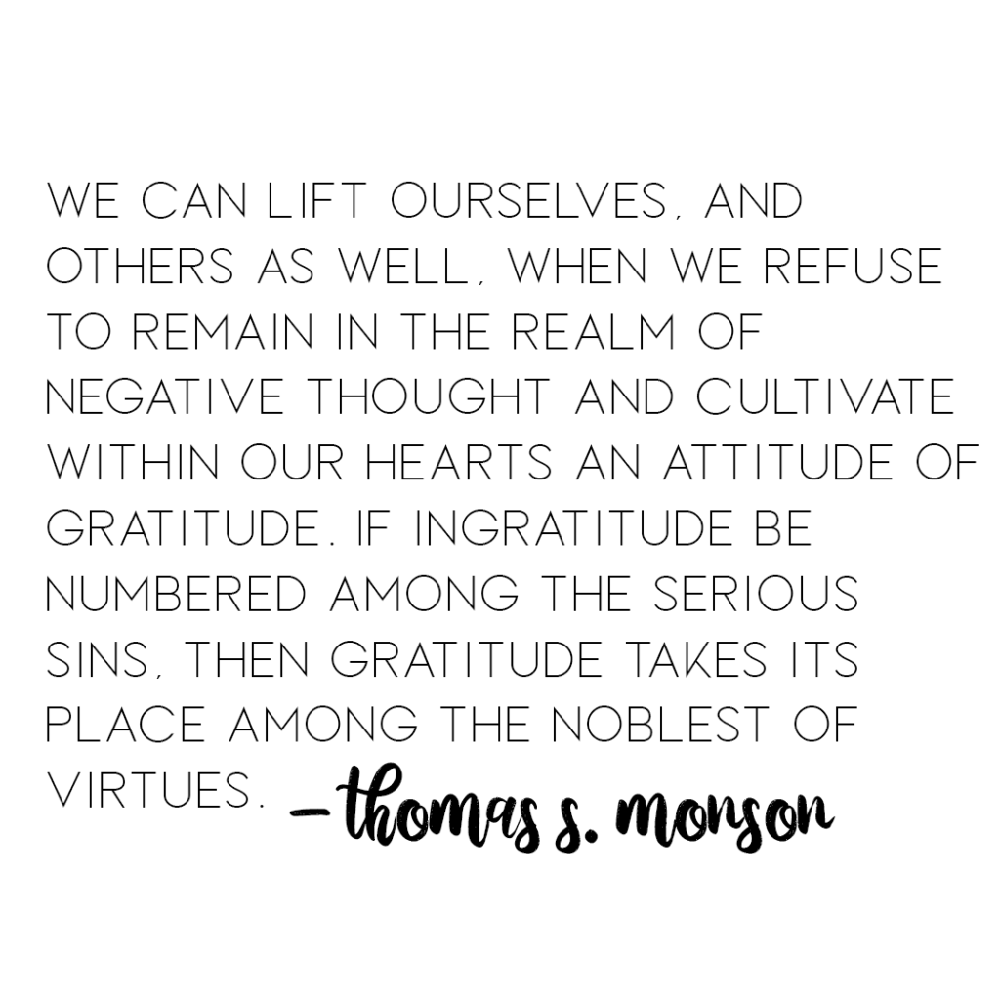 WE CAN LIFT OURSELVES, AND
OTHERS AS WELL, WHEN WE REFUSE
TO REMAIN IN THE REALM OF
NEGATIVE THOUGHT AND CULTIVATE
WITHIN OUR HEARTS AN ATTITUDE OF
GRATITUDE. IF INGRATITUDE BE
NUMBERED AMONG THE SERIOUS
SINS, THEN GRATITUDE TAKES ITS
PLACE AMONG THE NOBLEST OF
VIRTUES. –thomas s. monson